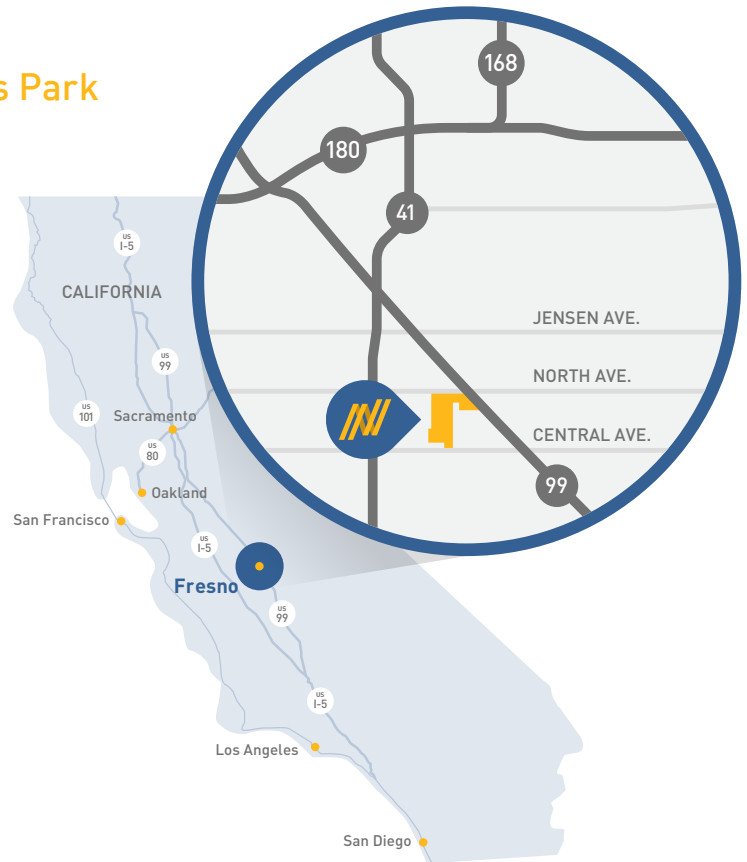 s Park
168
180
41
US
I-5
CALIFORNIA
JENSEN AVE.
US
99
NORTH AVE.
US
101
Sacramento
CENTRAL AVE.
US
80
99
Oakland
San Francisco
US
I-5
Fresno
US
99
US
I-5
Los Angeles
San Diego